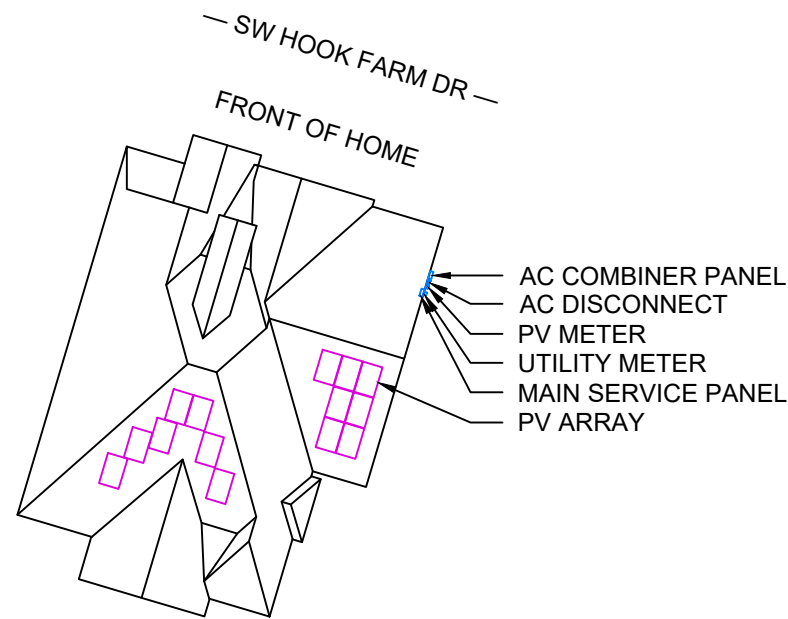 — SW HOOK FARM DR —
FRONT OF HOME
AC COMBINER PANEL
AC DISCONNECT
PV METER
UTILITY METER
MAIN SERVICE PANEL
PV ARRAY